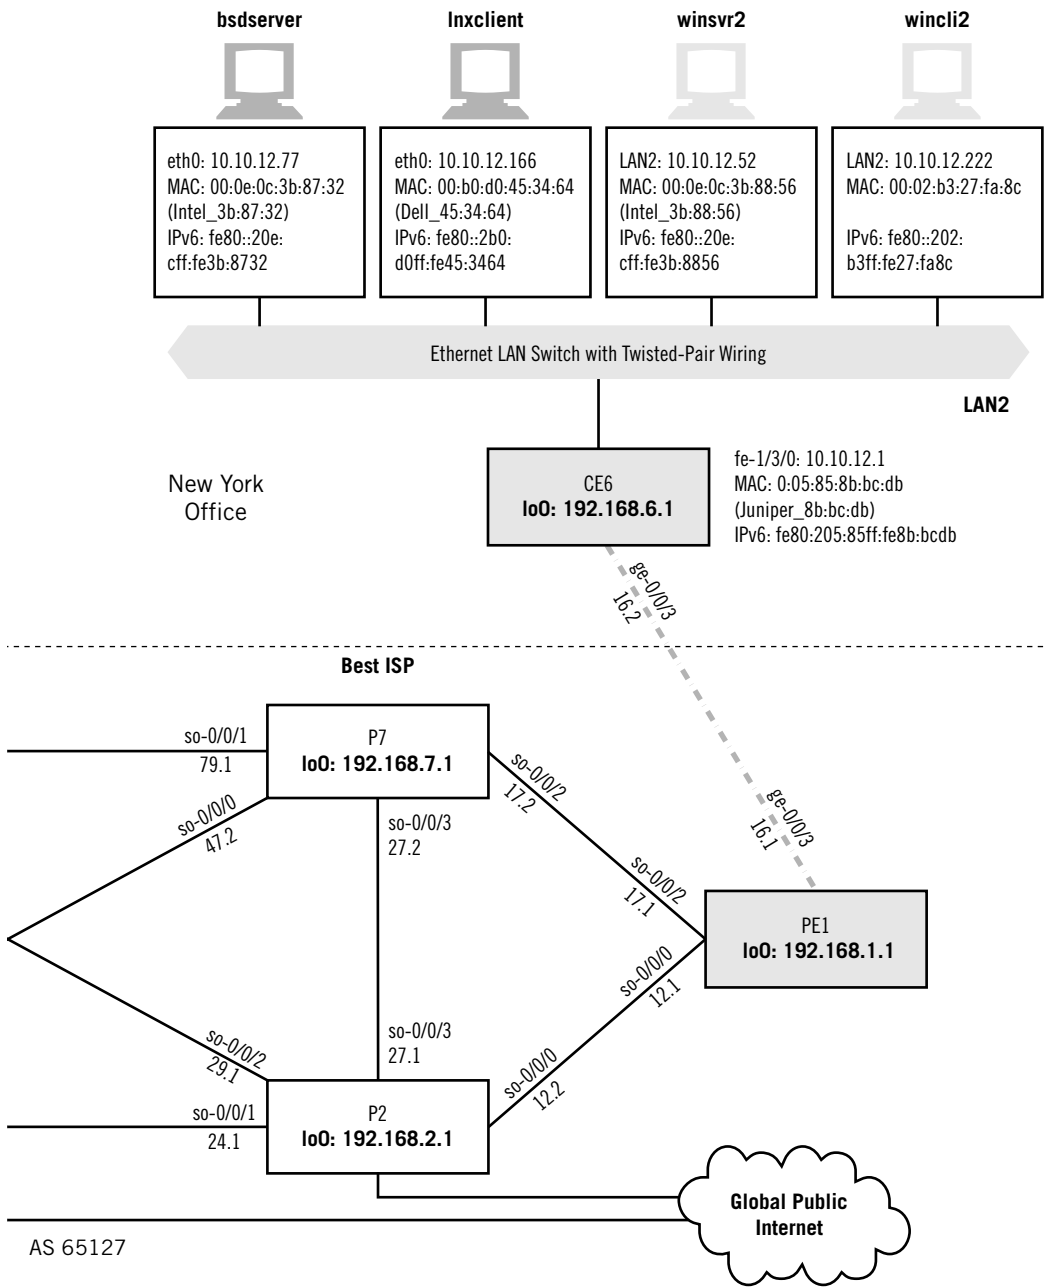 bsdserver
lnxclient
winsvr2
wincli2
eth0: 10.10.12.77
MAC: 00:0e:0c:3b:87:32
(Intel_3b:87:32)
IPv6: fe80::20e:
cff:fe3b:8732
eth0: 10.10.12.166
MAC: 00:b0:d0:45:34:64
(Dell_45:34:64)
IPv6: fe80::2b0:
d0ff:fe45:3464
LAN2: 10.10.12.52
MAC: 00:0e:0c:3b:88:56
(Intel_3b:88:56)
IPv6: fe80::20e:
cff:fe3b:8856
LAN2: 10.10.12.222
MAC: 00:02:b3:27:fa:8c
IPv6: fe80::202:
b3ff:fe27:fa8c
Ethernet LAN Switch with Twisted-Pair Wiring
LAN2
New York
Office
CE6
lo0: 192.168.6.1
fe-1/3/0: 10.10.12.1
MAC: 0:05:85:8b:bc:db
(Juniper_8b:bc:db)
IPv6: fe80:205:85ff:fe8b:bcdb
ge-0/0/3
16.2
Best ISP
so-0/0/1
79.1
P7
lo0: 192.168.7.1
so-0/0/2
17.2
so-0/0/0
47.2
so-0/0/3
27.2
ge-0/0/3
16.1
so-0/0/2
17.1
PE1
lo0: 192.168.1.1
so-0/0/0
12.1
so-0/0/2
29.1
so-0/0/3
27.1
so-0/0/0
12.2
so-0/0/1
24.1
P2
lo0: 192.168.2.1
Global Public
Internet
AS 65127